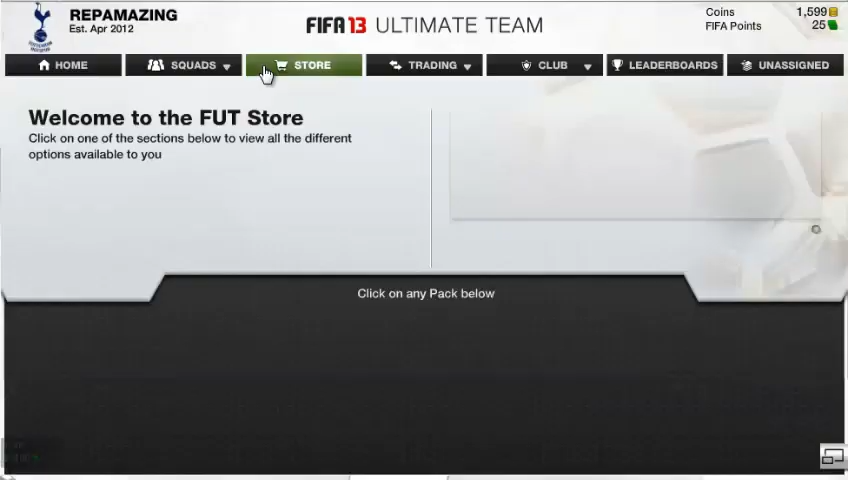 REPAMAZING
Est. Apr 2012
FIFA 13 ULTIMATE TEAM
Coins 1,599
FIFA Points 25
HOME SQUADS STORE TRADING CLUB LEADERBOARDS UNASSIGNED
Welcome to the FUT Store
Click on one of the sections below to view all the different
options available to you
Click on any Pack below